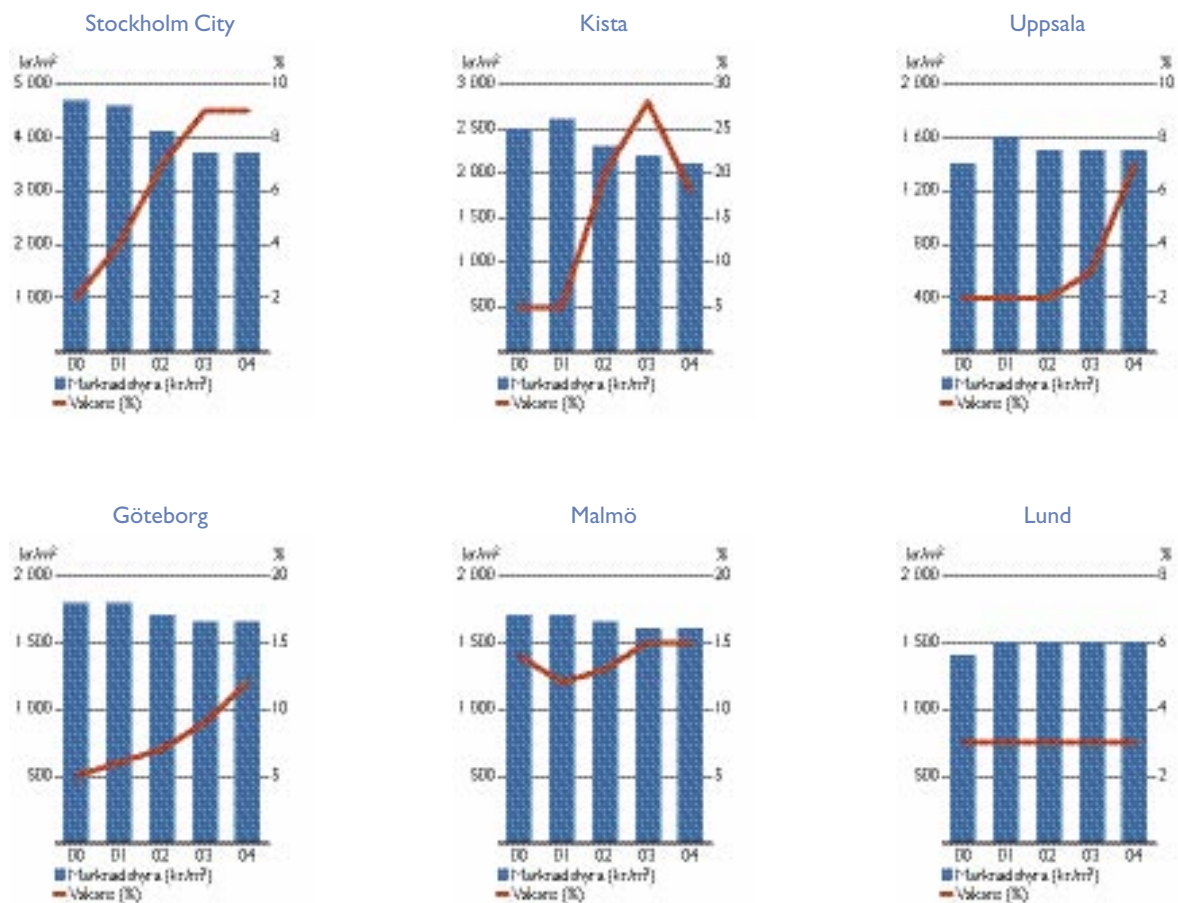 Stockholm City
kr/m² %
5 000 10
4 000 8
3 000 6
2 000 4
1 000 2
00 01 02 03 04
Marknadshyra (kr/m²)
Vakans (%)
Kista
kr/m² %
3 000 30
2 500 25
2 000 20
1 500 15
1 000 10
500 5
00 01 02 03 04
Marknadshyra (kr/m²)
Vakans (%)
Uppsala
kr/m² %
2 000 10
1 600 8
1 200 6
800 4
400 2
00 01 02 03 04
Marknadshyra (kr/m²)
Vakans (%)
Göteborg
kr/m² %
2 000 20
1 500 15
1 000 10
500 5
00 01 02 03 04
Marknadshyra (kr/m²)
Vakans (%)
Malmö
kr/m² %
2 000 20
1 500 15
1 000 10
500 5
00 01 02 03 04
Marknadshyra (kr/m²)
Vakans (%)
Lund
kr/m² %
2 000 8
1 500 6
1 000 4
500 2
00 01 02 03 04
Marknadshyra (kr/m²)
Vakans (%)